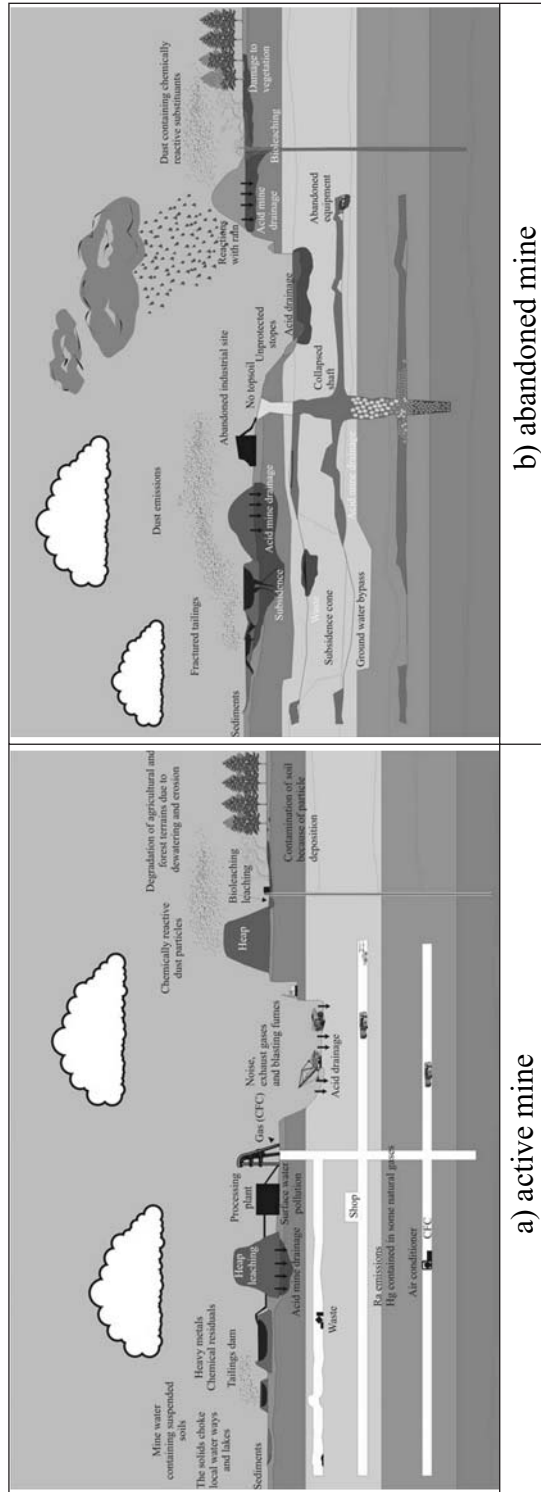 Mine water
containing suspended
soils
The solids choke
local water ways
and lakes
Sediments
Heavy metals
Chemical residuals
Tailings dam
Heap
leaching
Acid mine drainage
Processing
plant
Surface water
pollution
Gas (CFC)
Noise,
exhaust gases
and blasting fumes
Acid drainage
Chemically reactive
dust particles
Heap
Bioleaching
leaching
Degradation of agricultural and
forest terrains due to
dewatering and erosion
Contamination of soil
because of particle
deposition
Waste
Shop
Ra emissions
Hg contained in some natural gases
Air conditioner
CFC
a) active mine
Sediments
Fractured tailings
Dust emissions
Subsidence
Acid mine drainage
Abandoned industrial site
No topsoil
Unprotected
stopes
Acid drainage
Reactions
with rain
Acid mine
drainage
Dust containing chemically
reactive substituants
Bioleaching
Damage to
vegetation
Waste
Subsidence cone
Ground water bypass
Collapsed
shaft
Abandoned
equipment
Acid mine drainage
b) abandoned mine